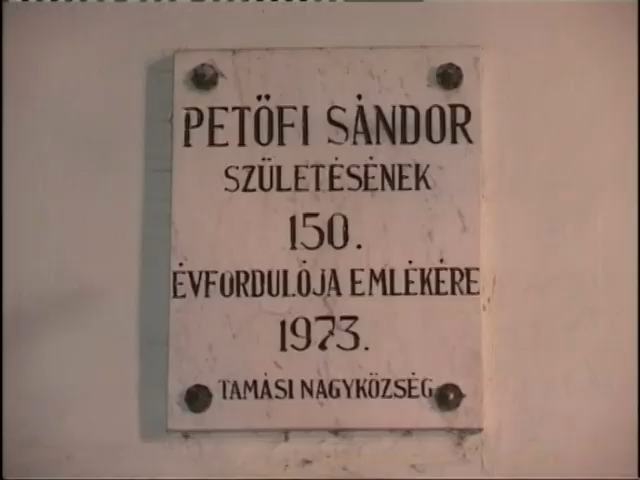 PETŐFI SÁNDOR
SZÜLETÉSÉNEK
150.
ÉVFORDULÓJA EMLÉKÉRE
1973.
TAMÁSI NAGYKÖZSÉG